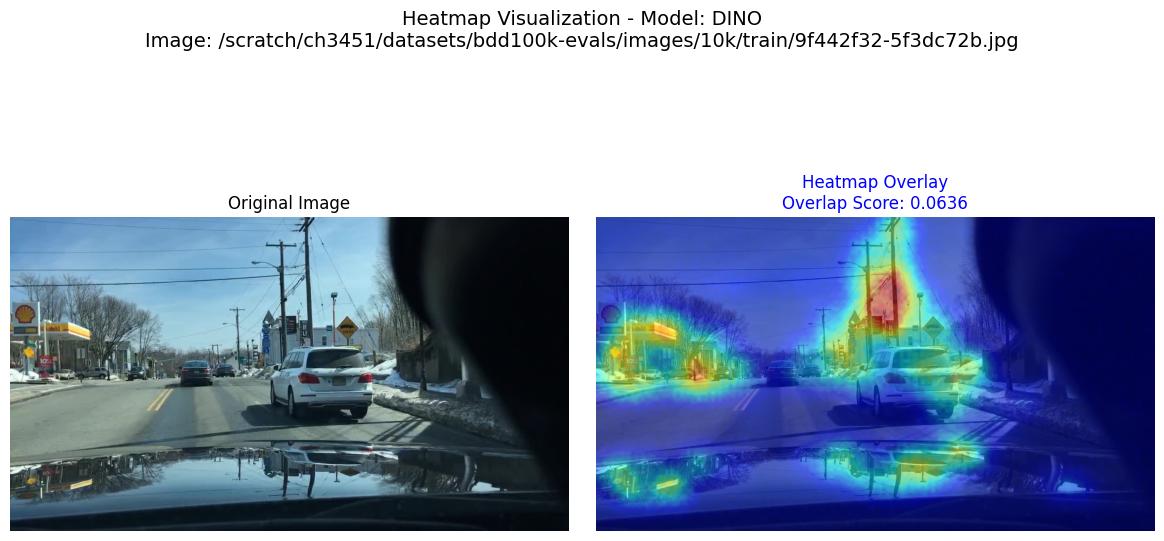 Heatmap Visualization - Model: DINO
Image: /scratch/ch3451/datasets/bdd100k-evals/images/10k/train/9f442f32-5f3dc72b.jpg
Original Image
Heatmap Overlay
Overlap Score: 0.0636